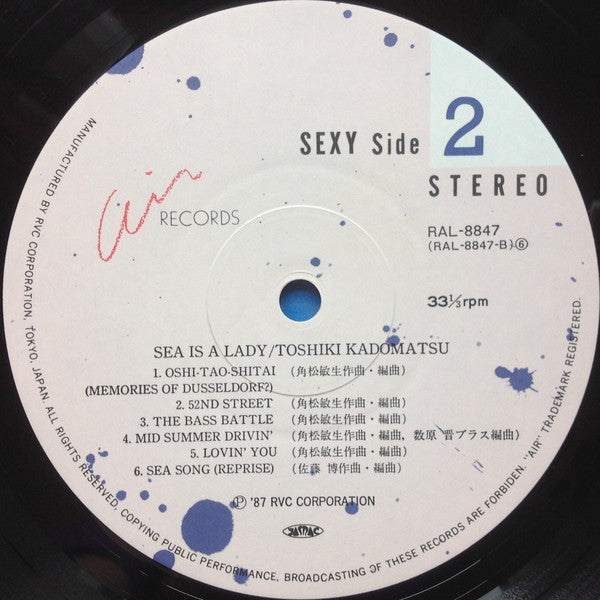 SEXY Side 2
STEREO
Air RECORDS
RAL-8847
(RAL-8847-B)⑥
33⅓rpm
SEA IS A LADY/TOSHIKI KADOMATSU
1. OSHI-TAO-SHITAI (角松敏生作曲・編曲)
(MEMORIES OF DUSSELDORF?)
2. 52ND STREET (角松敏生作曲・編曲)
3. THE BASS BATTLE (角松敏生作曲・編曲)
4. MID SUMMER DRIVIN' (角松敏生作曲・編曲、数原 晋ブラス編曲)
5. LOVIN' YOU (角松敏生作曲・編曲)
6. SEA SONG (REPRISE) (佐藤 博作曲・編曲)
Ⓟ '87 RVC CORPORATION
JASRAC
MANUFACTURED BY RVC CORPORATION, TOKYO, JAPAN. ALL RIGHTS RESERVED. COPYING PUBLIC PERFORMANCE, BROADCASTING OF THESE RECORDS ARE FORBIDDEN. "AIR" TRADEMARK REGISTERED.